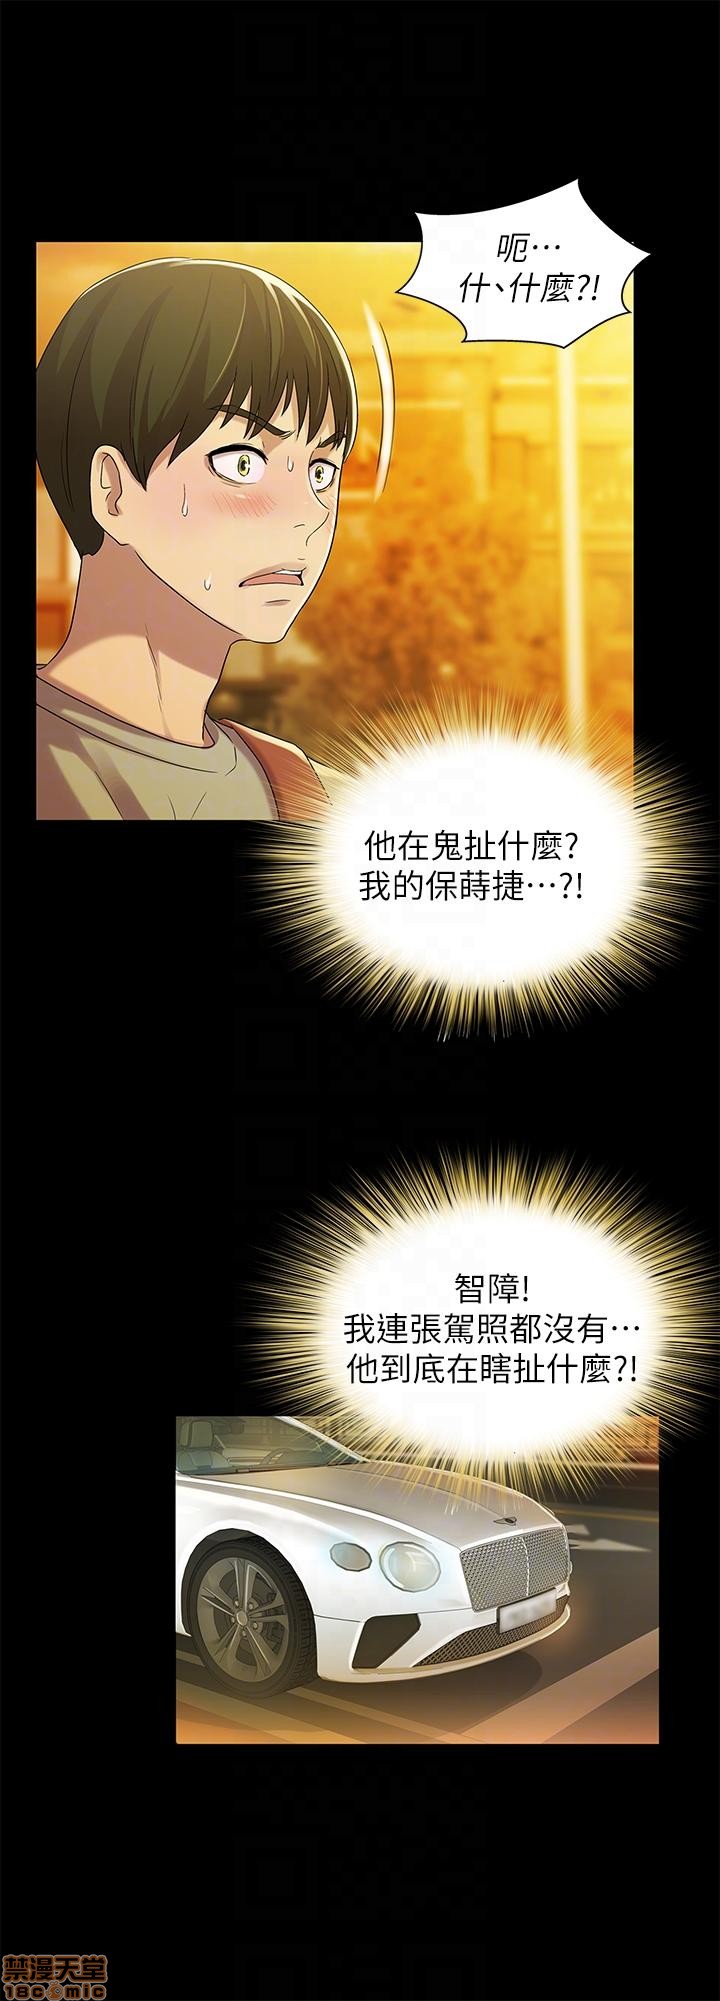 呃⋯
什、什麼?!
他在鬼扯什麼?
我的保蒔捷⋯?!
智障!
我連張駕照都沒有⋯
他到底在瞎扯什麼?!
禁漫天堂
18comic